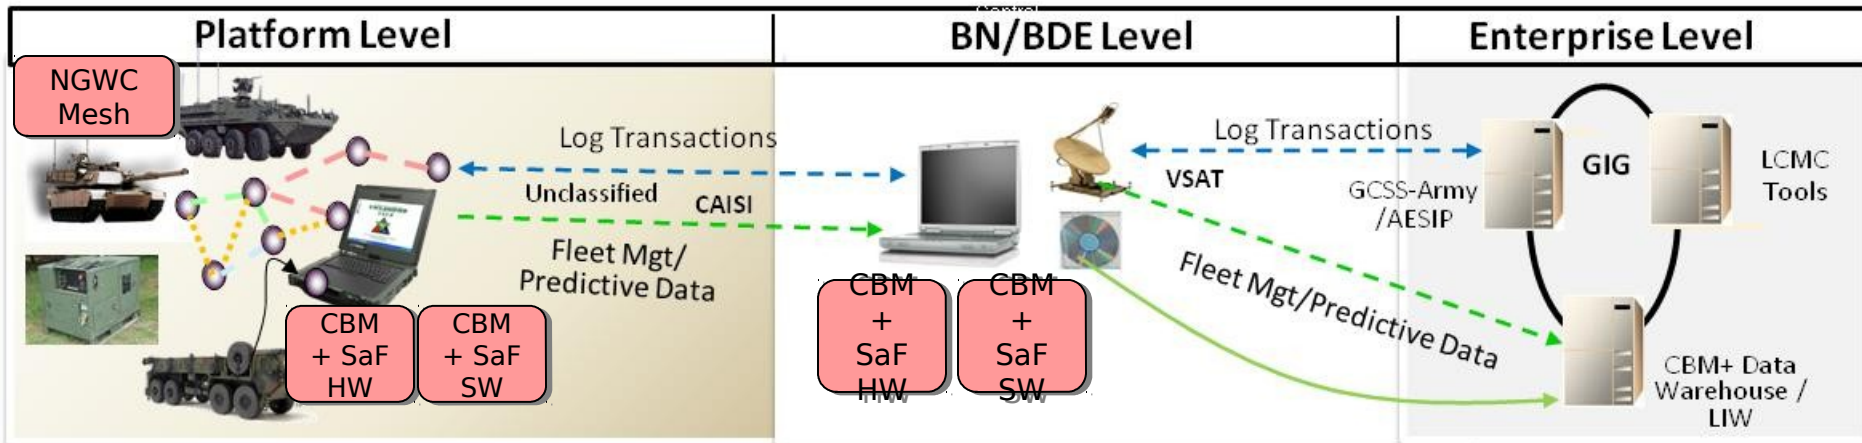 Control
Platform Level
BN/BDE Level
Enterprise Level
NGWC
Mesh
Log Transactions
Unclassified
CAISI
Fleet Mgt/
Predictive Data
CBM
+ SaF
HW
CBM
+ SaF
SW
CBM
+
SaF
HW
CBM
+
SaF
SW
Log Transactions
VSAT
GCSS-Army
/AESIP
Fleet Mgt/Predictive Data
GIG
LCMC
Tools
CBM+ Data
Warehouse /
LIW